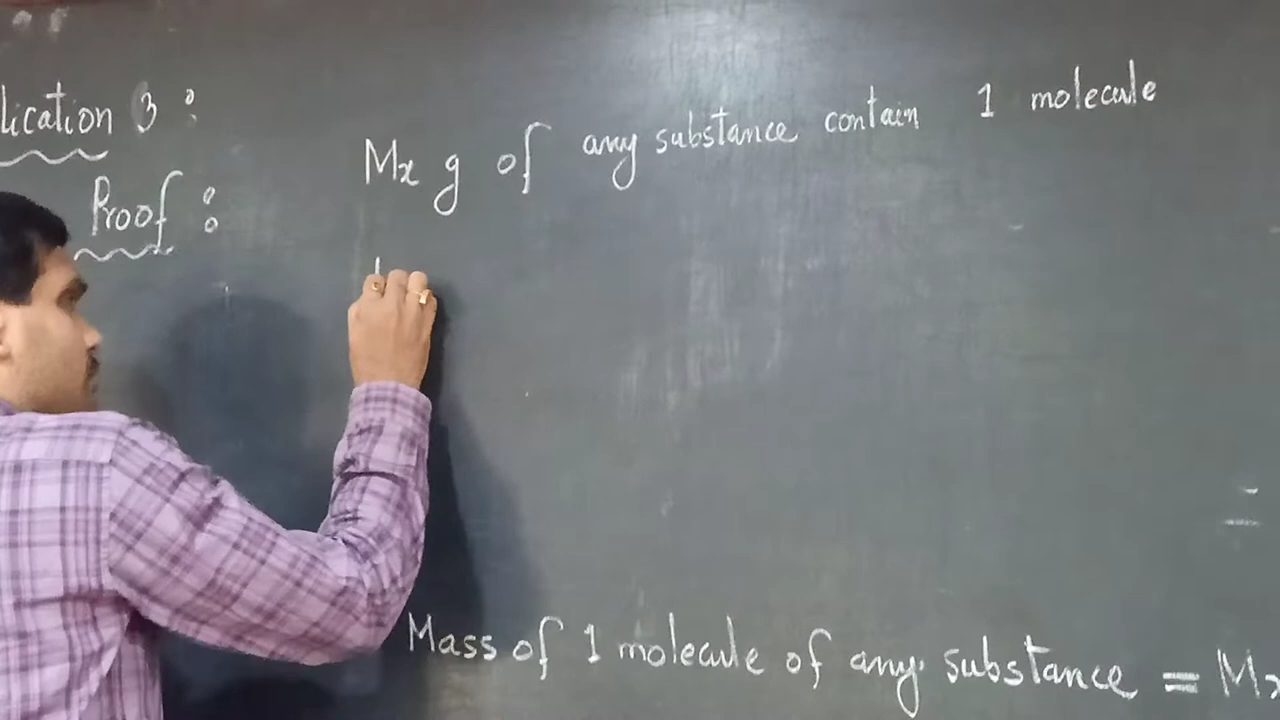 lication 3 :
Proof :
Mx g of any substance contain 1 molecule
Mass of 1 molecule of any substance = Mx